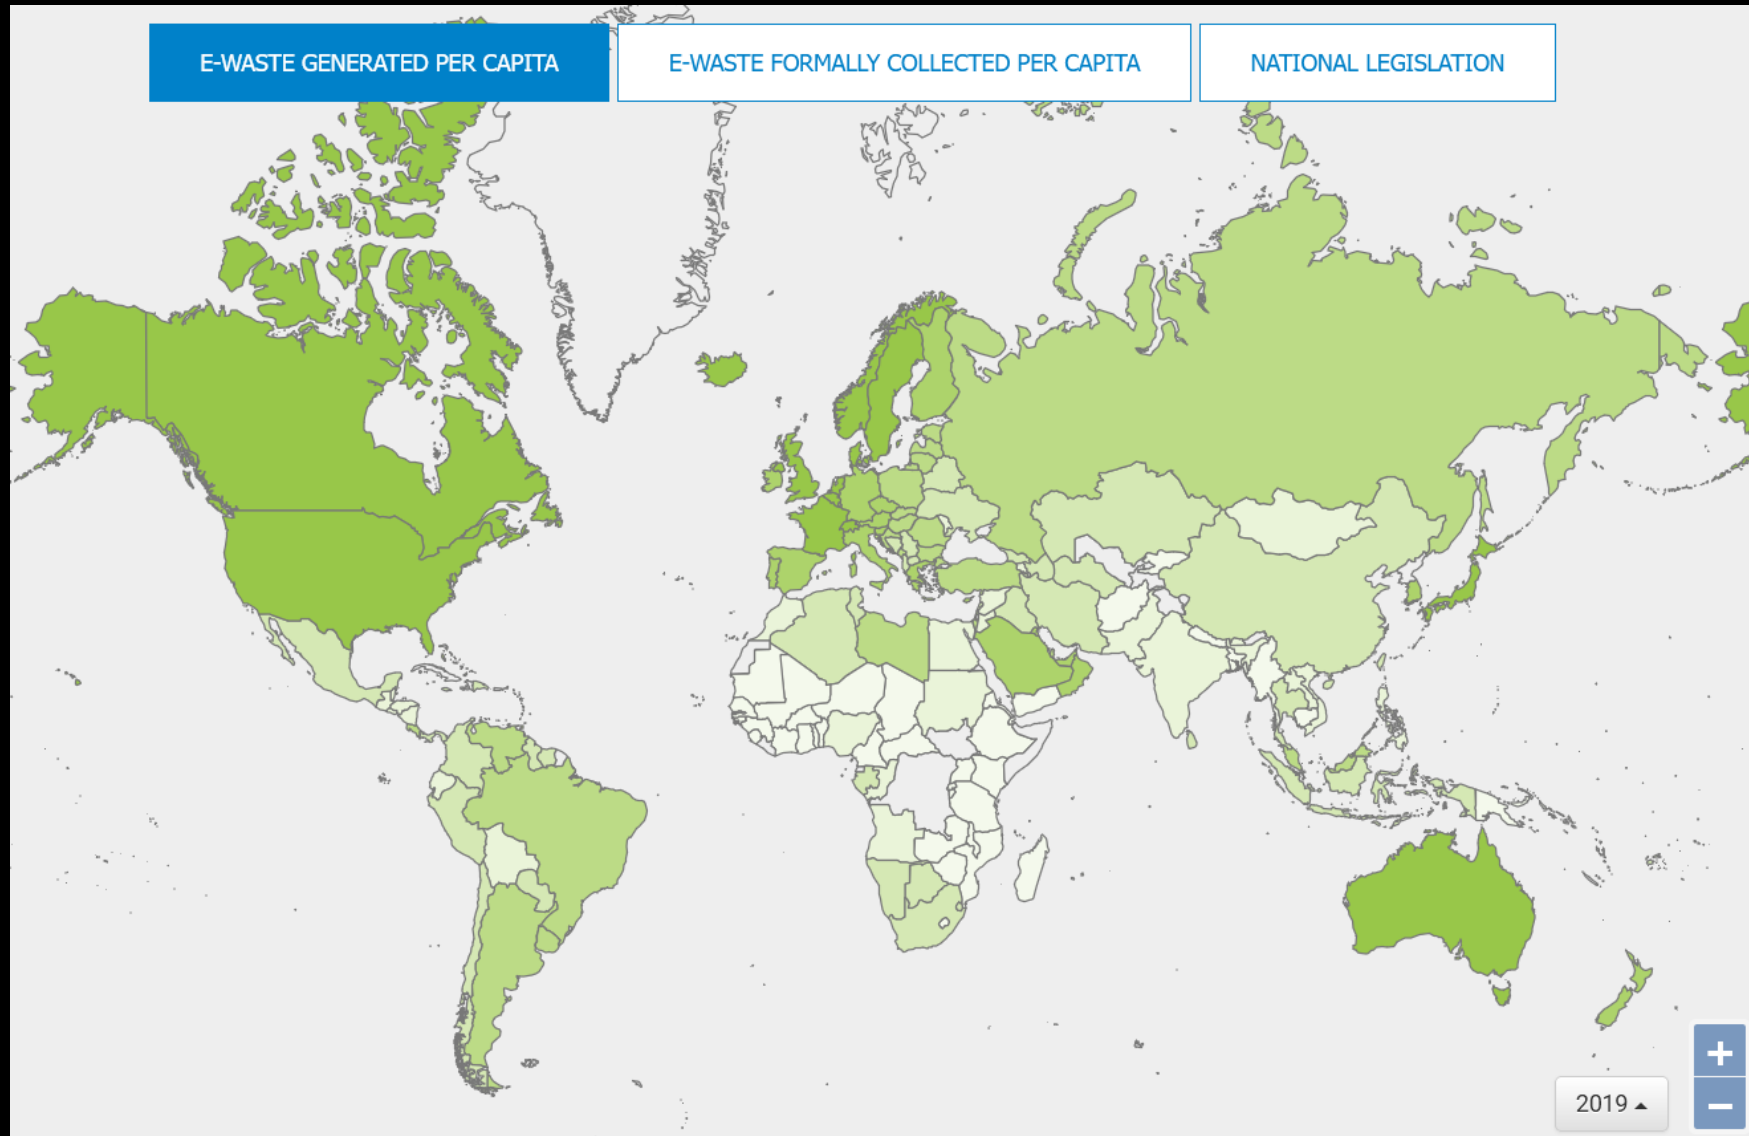 E-WASTE GENERATED PER CAPITA
E-WASTE FORMALLY COLLECTED PER CAPITA
NATIONAL LEGISLATION
+
2019
−